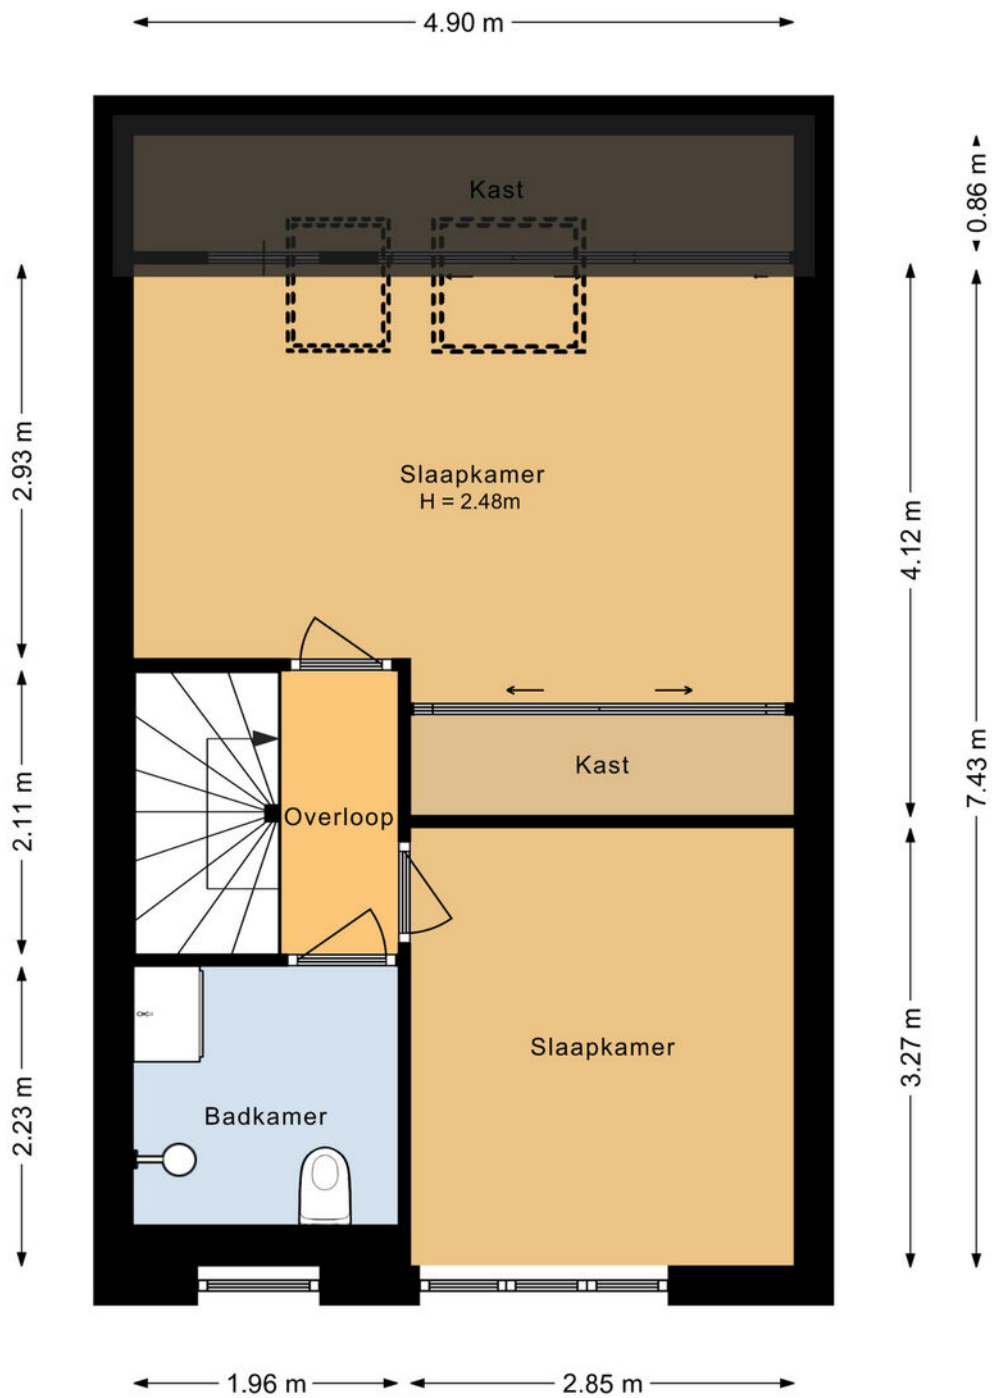 4.90 m
Kast
0.86 m
2.93 m
Slaapkamer
H = 2.48m
4.12 m
7.43 m
Kast
2.11 m
Overloop
Slaapkamer
3.27 m
2.23 m
Badkamer
1.96 m
2.85 m